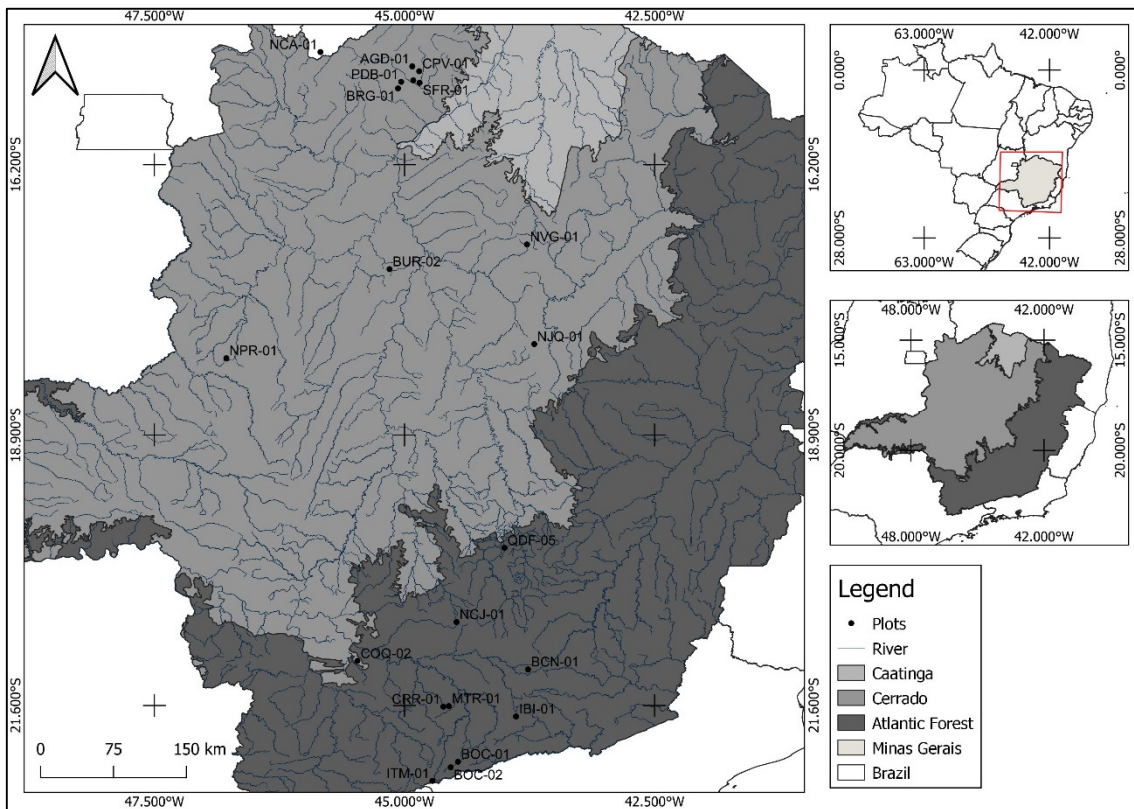 47.500°W 45.000°W 42.500°W
NCA-01
AGD-01
CPV-01
PDB-01
SFR-01
BRG-01
16.200°S
16.200°S
NVG-01
BUR-02
NJQ-01
NPR-01
18.900°S
18.900°S
QDF-05
NCJ-01
COQ-02
BCN-01
CRR-01
MTR-01
IBI-01
21.600°S
21.600°S
BOC-01
BOC-02
ITM-01
0 75 150 km
47.500°W 45.000°W 42.500°W
63.000°W 42.000°W
0.000°
0.000°
28.000°S
28.000°S
63.000°W 42.000°W
48.000°W 42.000°W
15.000°S
15.000°S
20.000°S
20.000°S
48.000°W 42.000°W
Legend
Plots
River
Caatinga
Cerrado
Atlantic Forest
Minas Gerais
Brazil